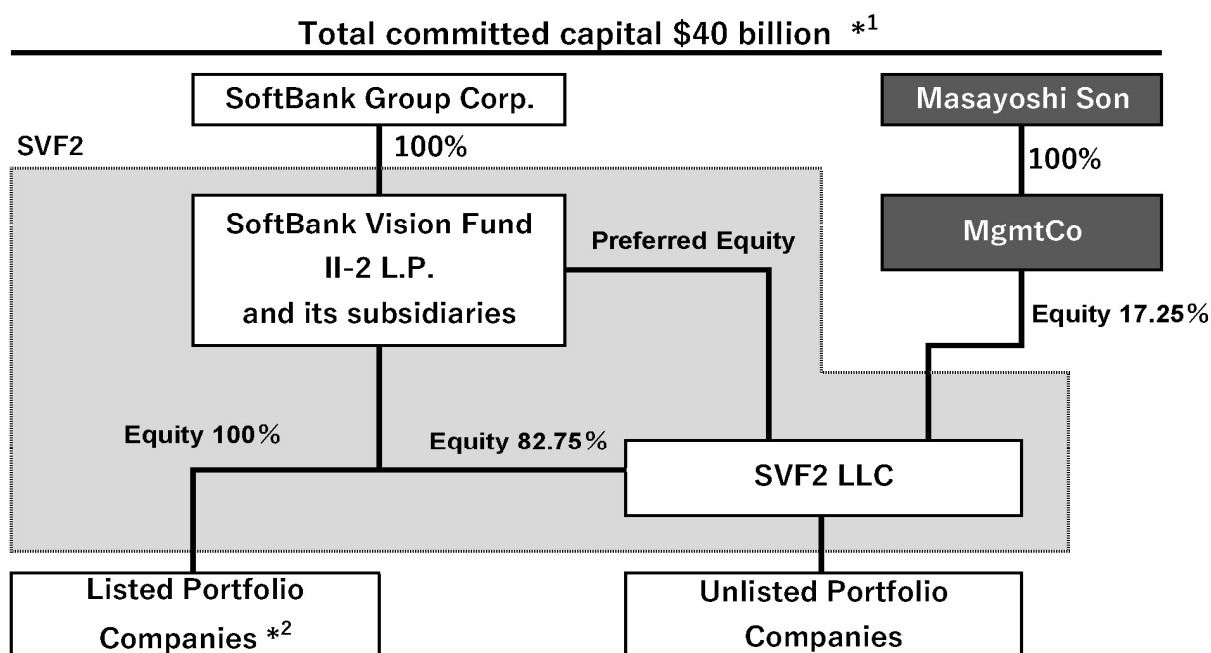 Total committed capital $40 billion *1
SoftBank Group Corp.
Masayoshi Son
SVF2
100%
100%
SoftBank Vision Fund
II-2 L.P.
and its subsidiaries
Preferred Equity
MgmtCo
Equity 17.25%
Equity 100%
Equity 82.75%
SVF2 LLC
Listed Portfolio
Companies *2
Unlisted Portfolio
Companies